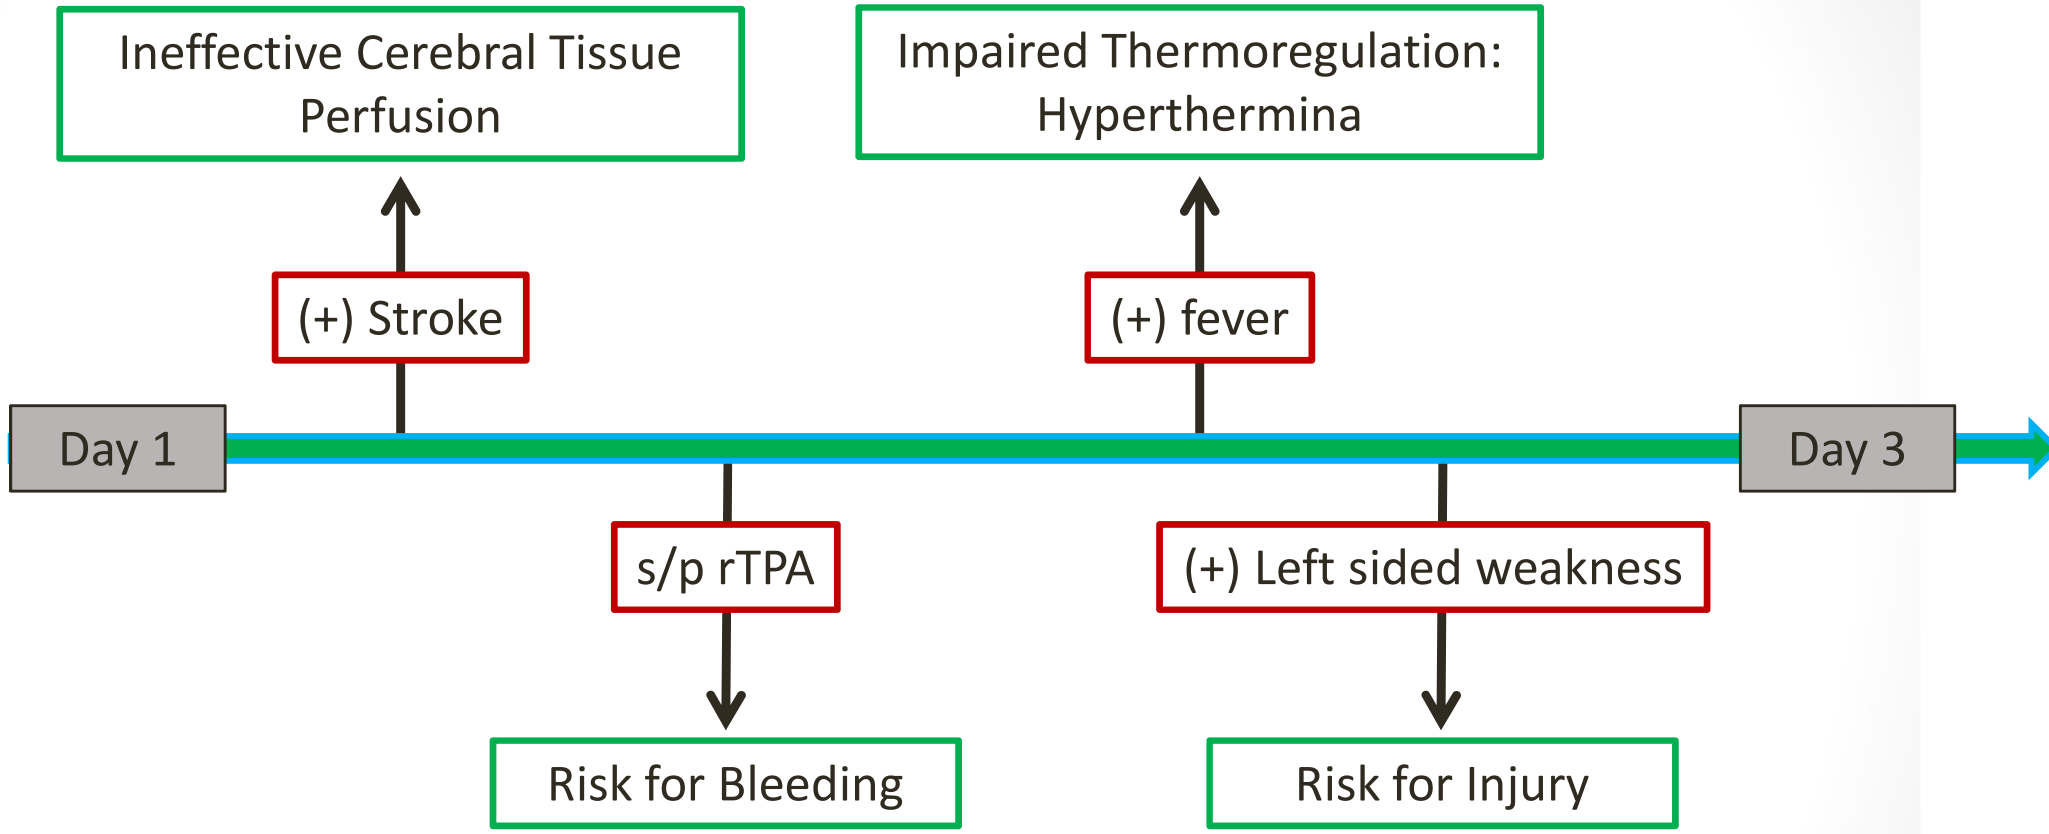 Ineffective Cerebral Tissue
Perfusion
Impaired Thermoregulation:
Hyperthermina
(+) Stroke
(+) fever
Day 1
Day 3
s/p rTPA
(+) Left sided weakness
Risk for Bleeding
Risk for Injury